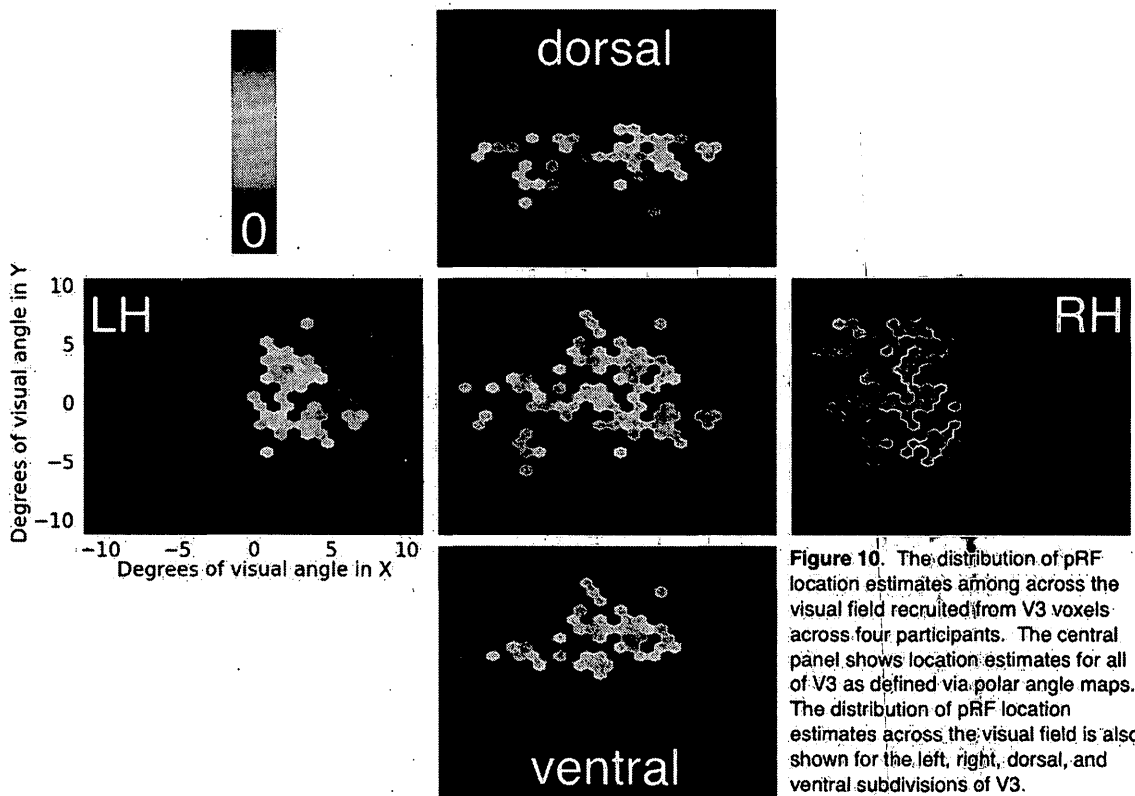 dorsal
0
Degrees of visual angle in Y
10
5
0
−5
−10
LH
RH
−10 −5 0 5 10
Degrees of visual angle in X
ventral
Figure 10. The distribution of pRF
location estimates among across the
visual field recruited from V3 voxels
across four participants. The central
panel shows location estimates for all
of V3 as defined via polar angle maps.
The distribution of pRF location
estimates across the visual field is also
shown for the left, right, dorsal, and
ventral subdivisions of V3.